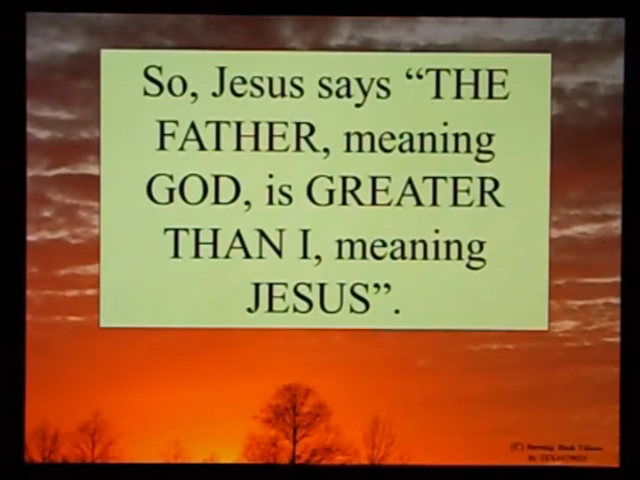 So, Jesus says “THE
FATHER, meaning
GOD, is GREATER
THAN I, meaning
JESUS”.